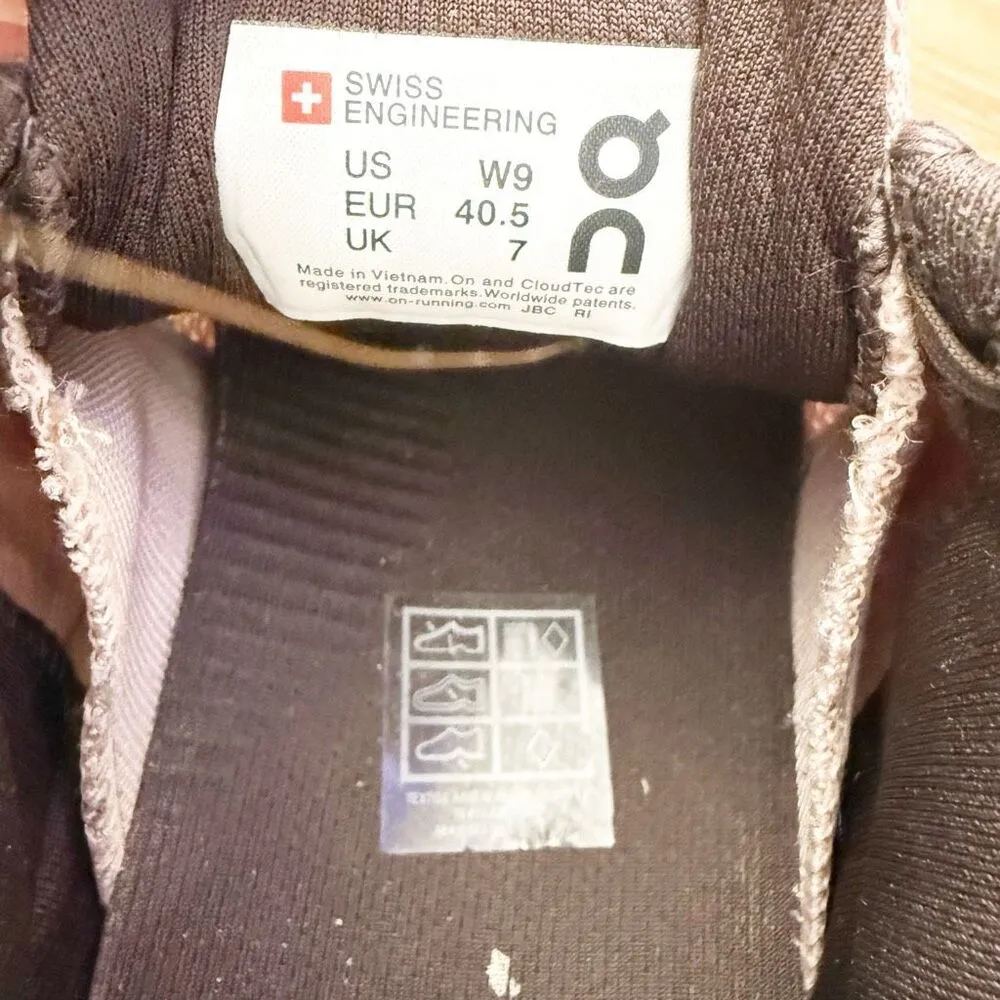 SWISS
ENGINEERING
US W9
EUR 40.5
UK 7
On
Made in Vietnam.On and CloudTec are
registered trademarks.Worldwide patents.
www.on-running.com JBC RI